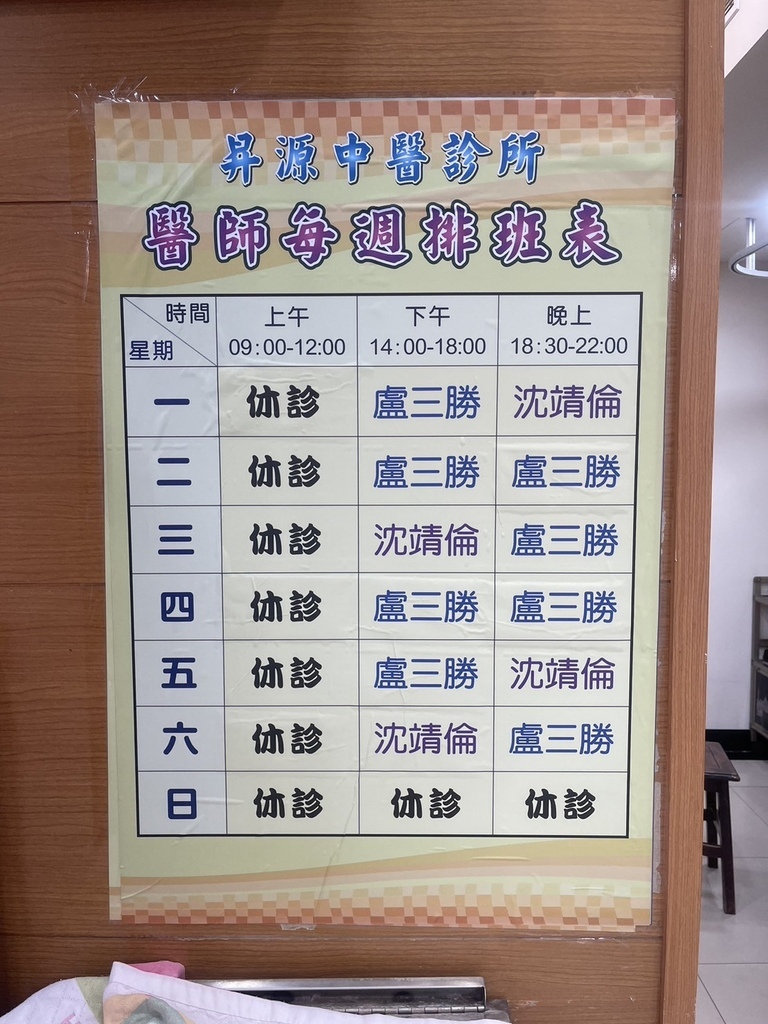 昇源中醫診所
醫師每週排班表
時間 上午 下午 晚上
星期 09:00-12:00 14:00-18:00 18:30-22:00
一 休診 盧三勝 沈靖倫
二 休診 盧三勝 盧三勝
三 休診 沈靖倫 盧三勝
四 休診 盧三勝 盧三勝
五 休診 盧三勝 沈靖倫
六 休診 沈靖倫 盧三勝
日 休診 休診 休診